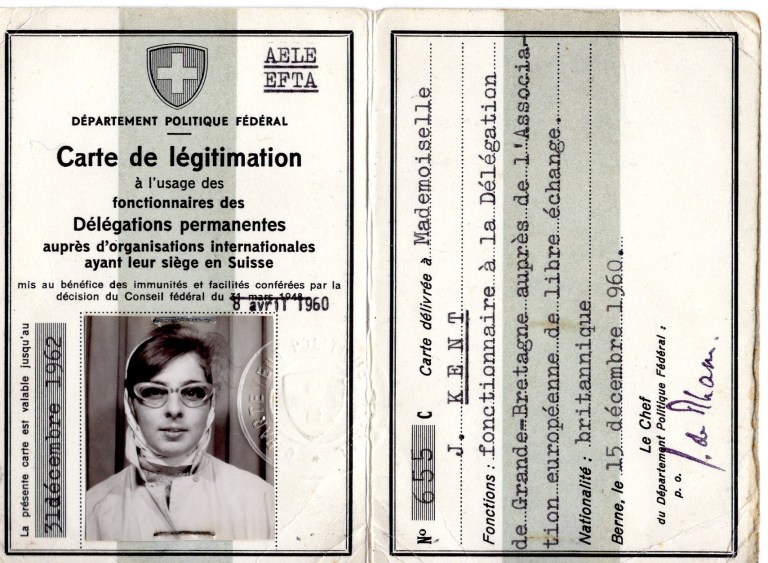 AELE
EFTA
DÉPARTEMENT POLITIQUE FÉDÉRAL
Carte de légitimation
à l'usage des
fonctionnaires des
Délégations permanentes
auprès d'organisations internationales
ayant leur siège en Suisse
mis au bénéfice des immunités et facilités conférées par la
décision du Conseil fédéral du 31 mars 1948
8 avril 1960
La présente carte est valable jusqu'au
31décembre 1962
No 655 C Carte délivrée à Mademoiselle
J. KENT
Fonctions : fonctionnaire à la Délégation
de Grande-Bretagne auprès de l'Associa-
tion européenne de libre échange.
Nationalité : britannique
Berne, le 15 décembre 1960.
Le Chef
du Département Politique Fédéral :
p. o.